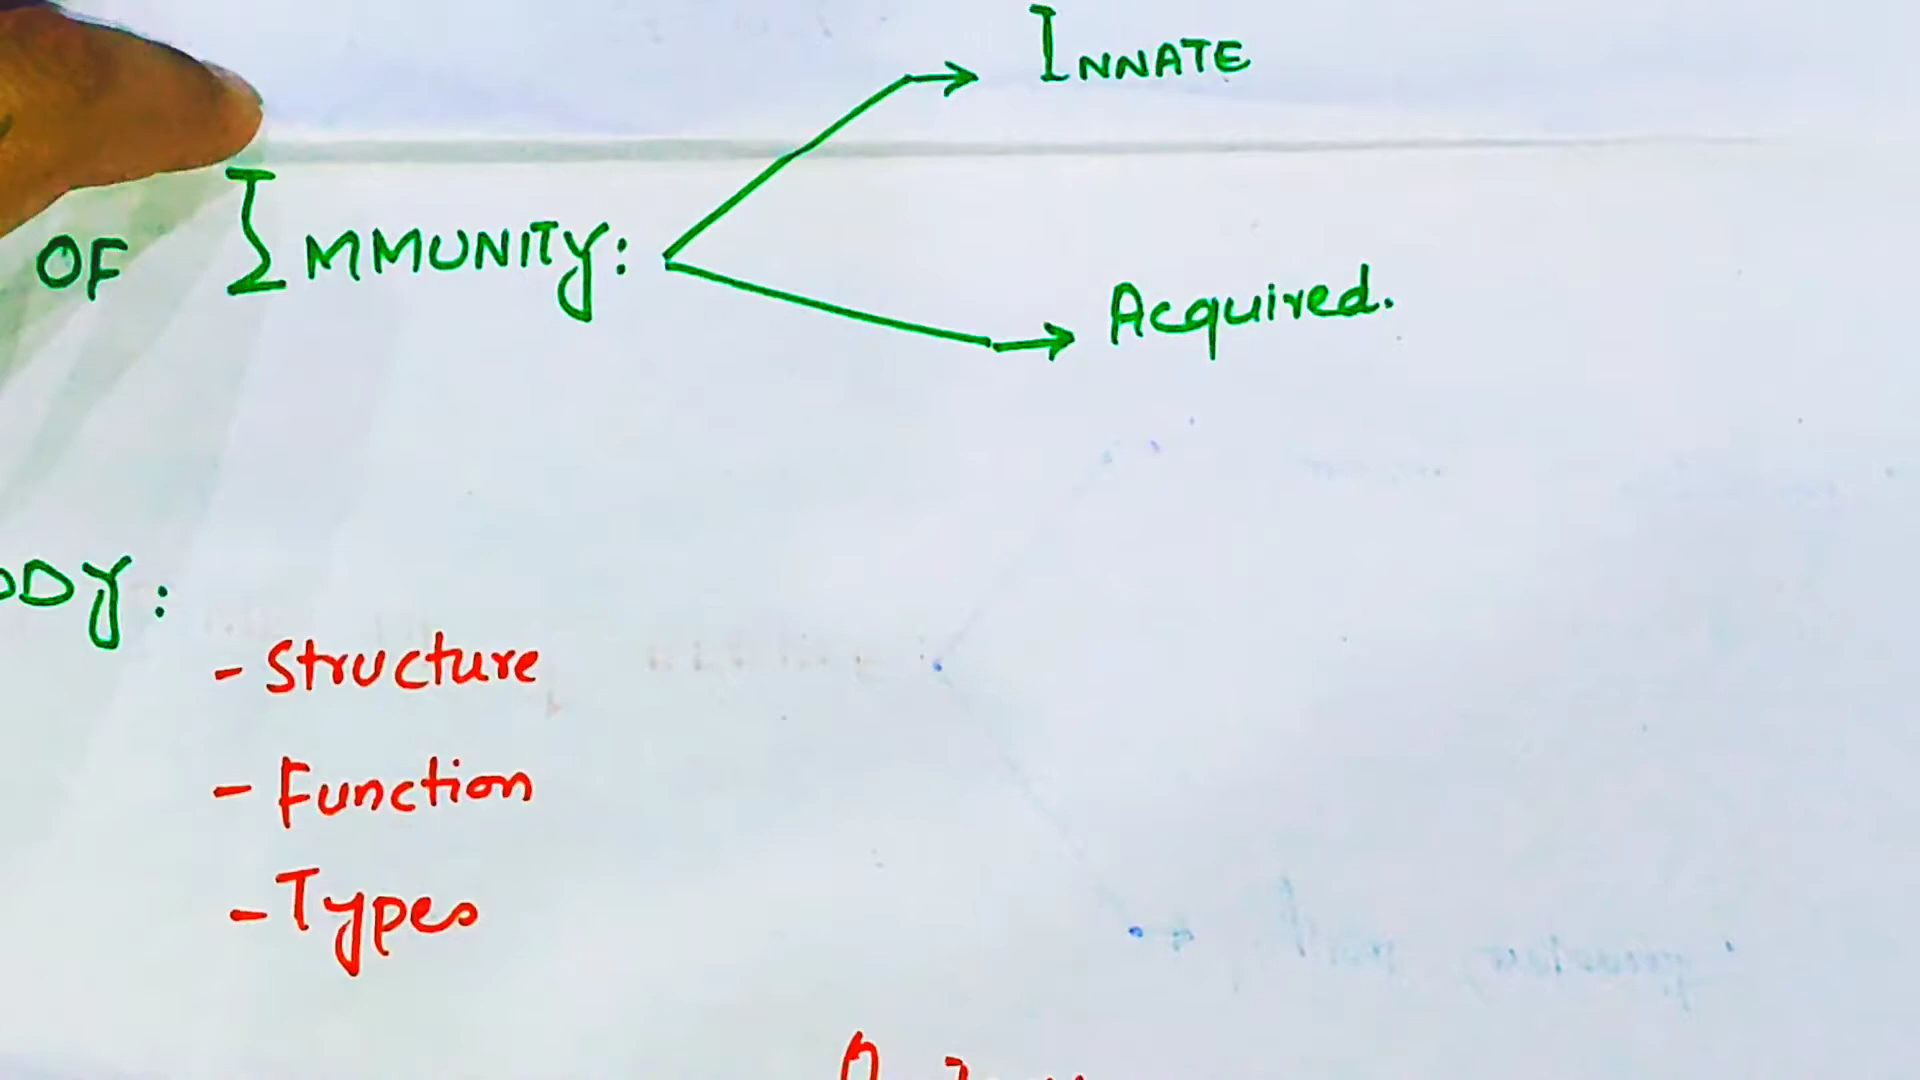 INNATE
OF IMMUNITY:
Acquired.
ODY:
- Structure
- Function
- Types